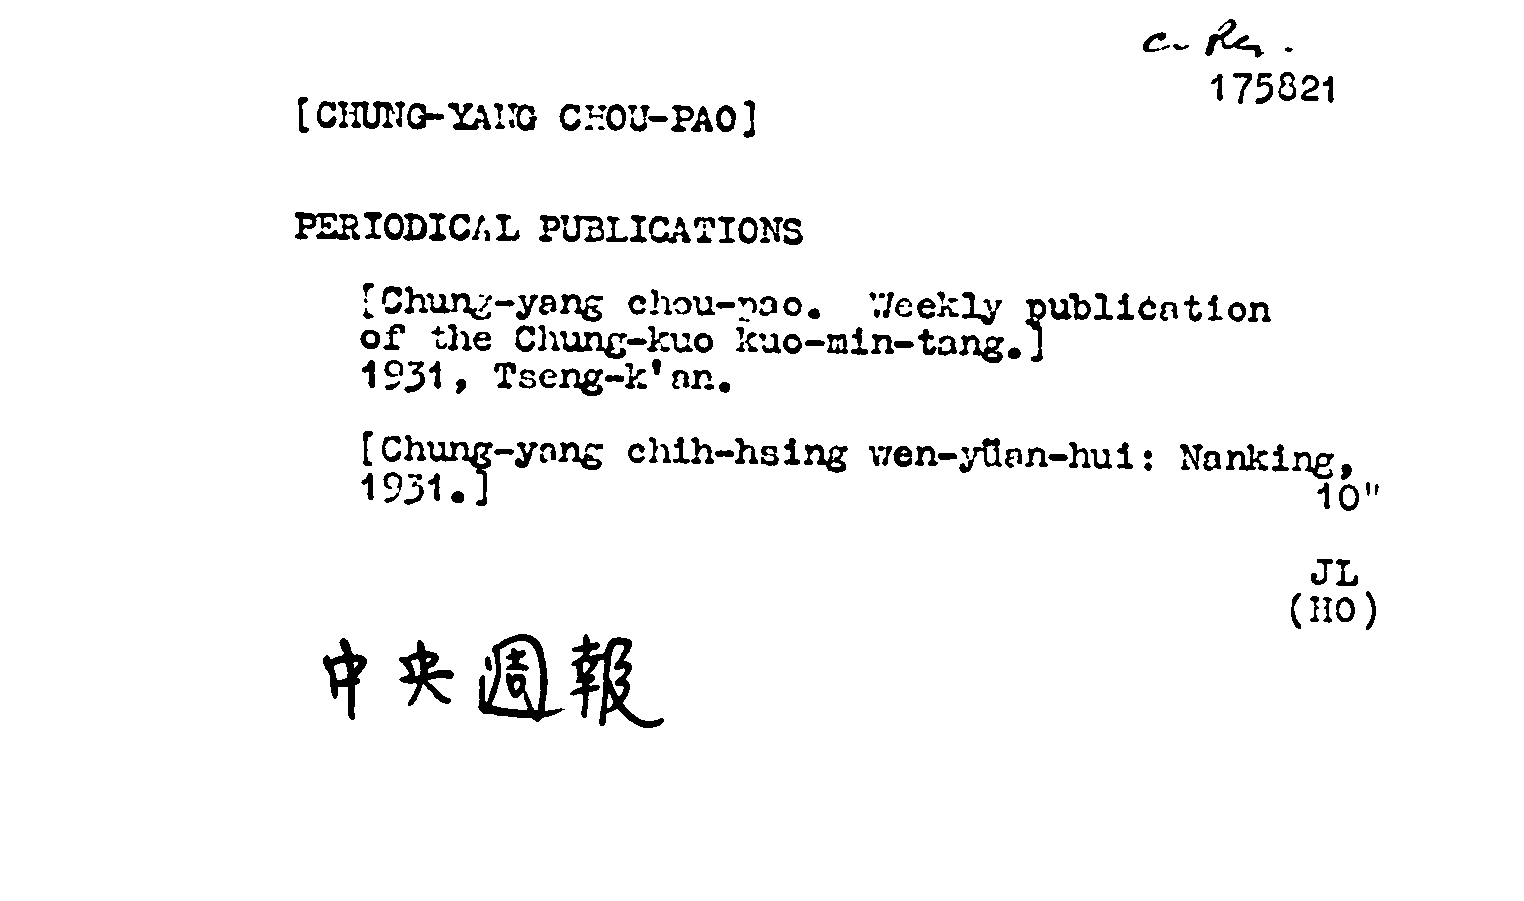 c. Per.
175821
[CHUNG-YANG CHOU-PAO]
PERIODICAL PUBLICATIONS
[Chung-yang chou-pao. Weekly publication
of the Chung-kuo kuo-min-tang.]
1931, Tseng-k'an.
[Chung-yang chih-hsing wen-yüan-hui: Nanking,
1931.]
10"
JL
(HO)
中央週報